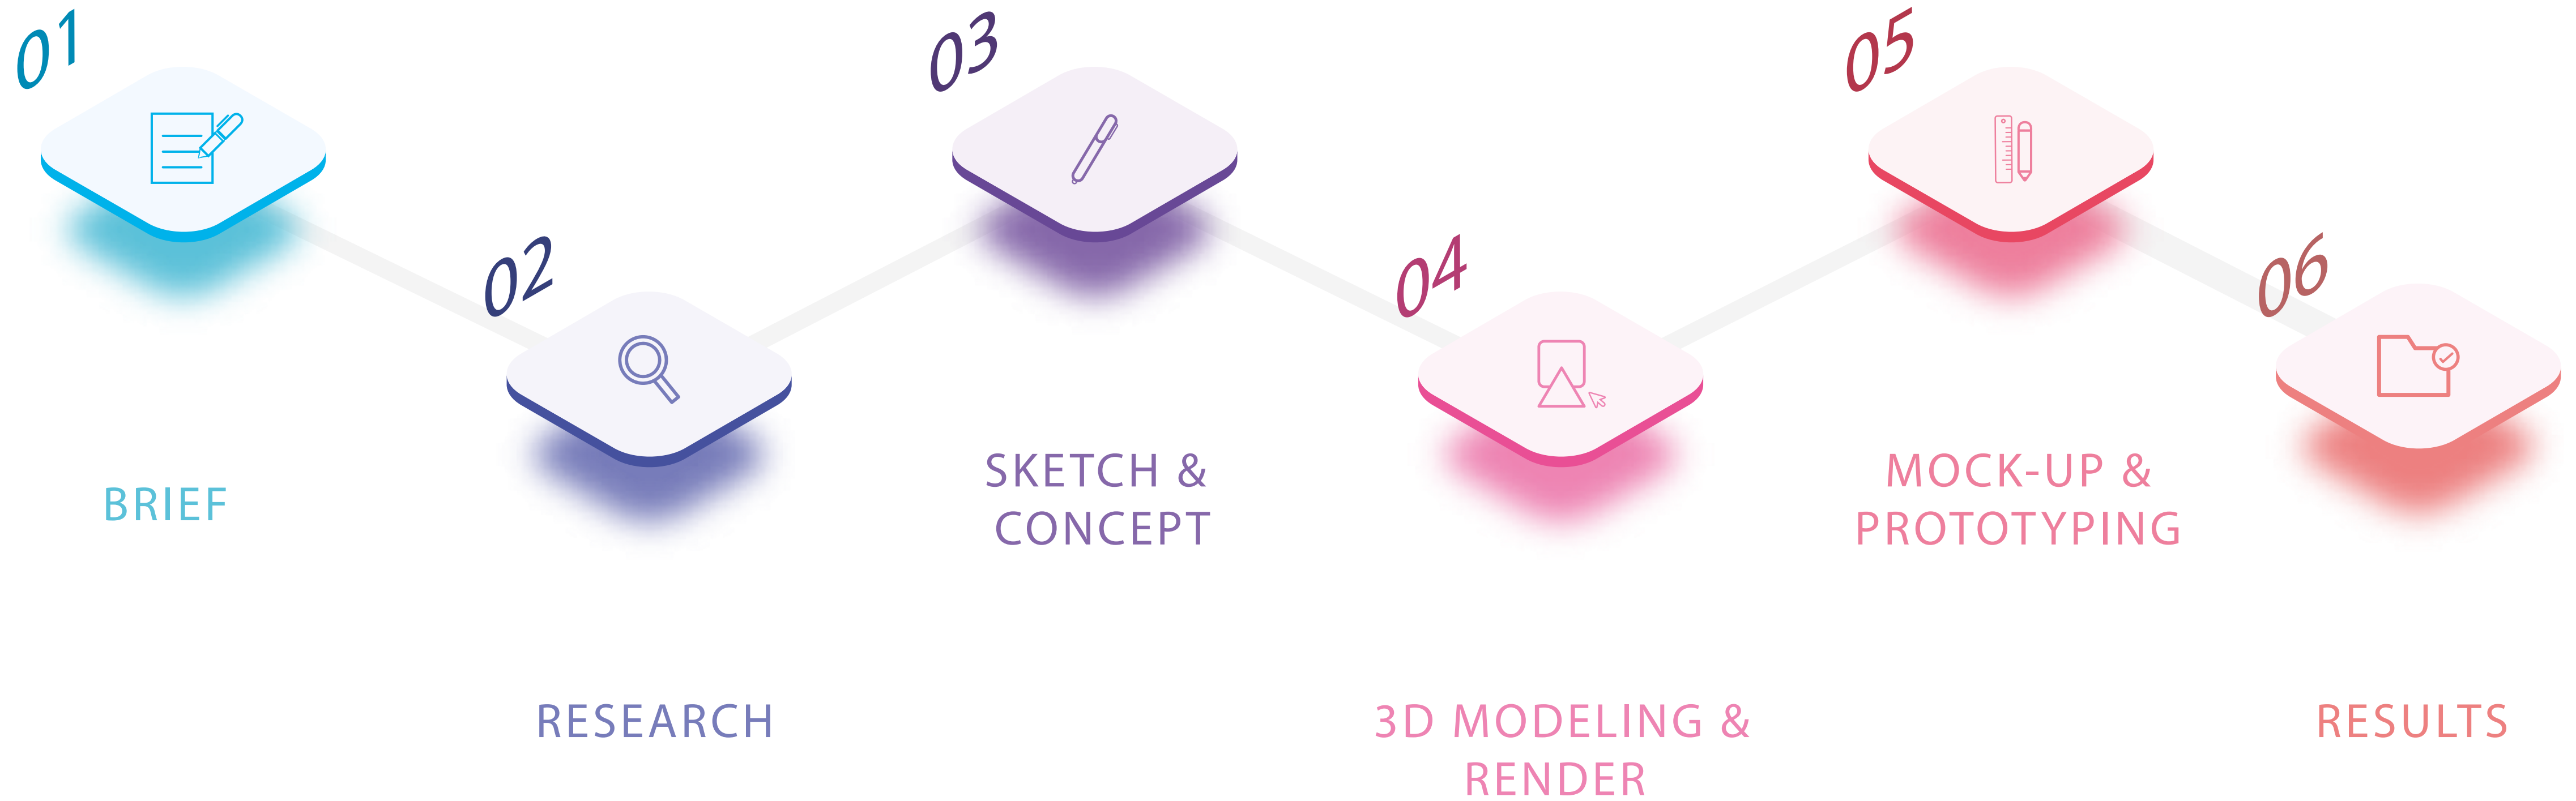 01
BRIEF
02
RESEARCH
03
SKETCH &
CONCEPT
04
3D MODELING &
RENDER
05
MOCK-UP &
PROTOTYPING
06
RESULTS